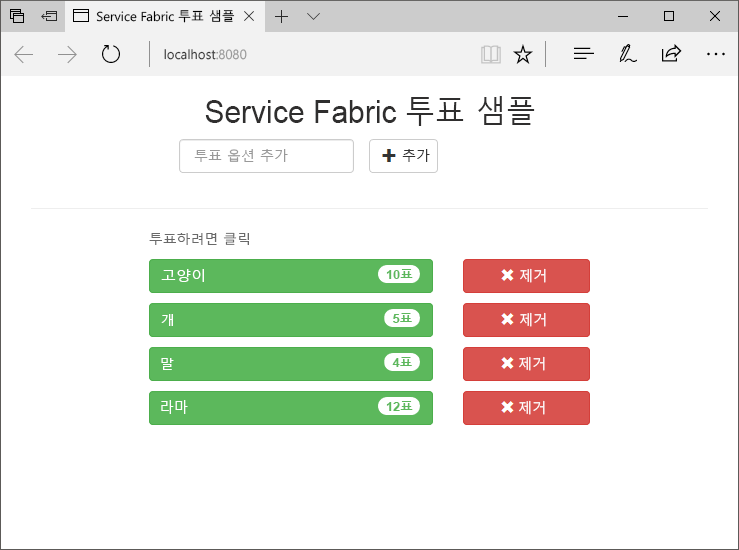 Service Fabric 투표 샘플
localhost:8080
Service Fabric 투표 샘플
투표 옵션 추가
추가
투표하려면 클릭
고양이 10표 제거
개 5표 제거
말 4표 제거
라마 12표 제거